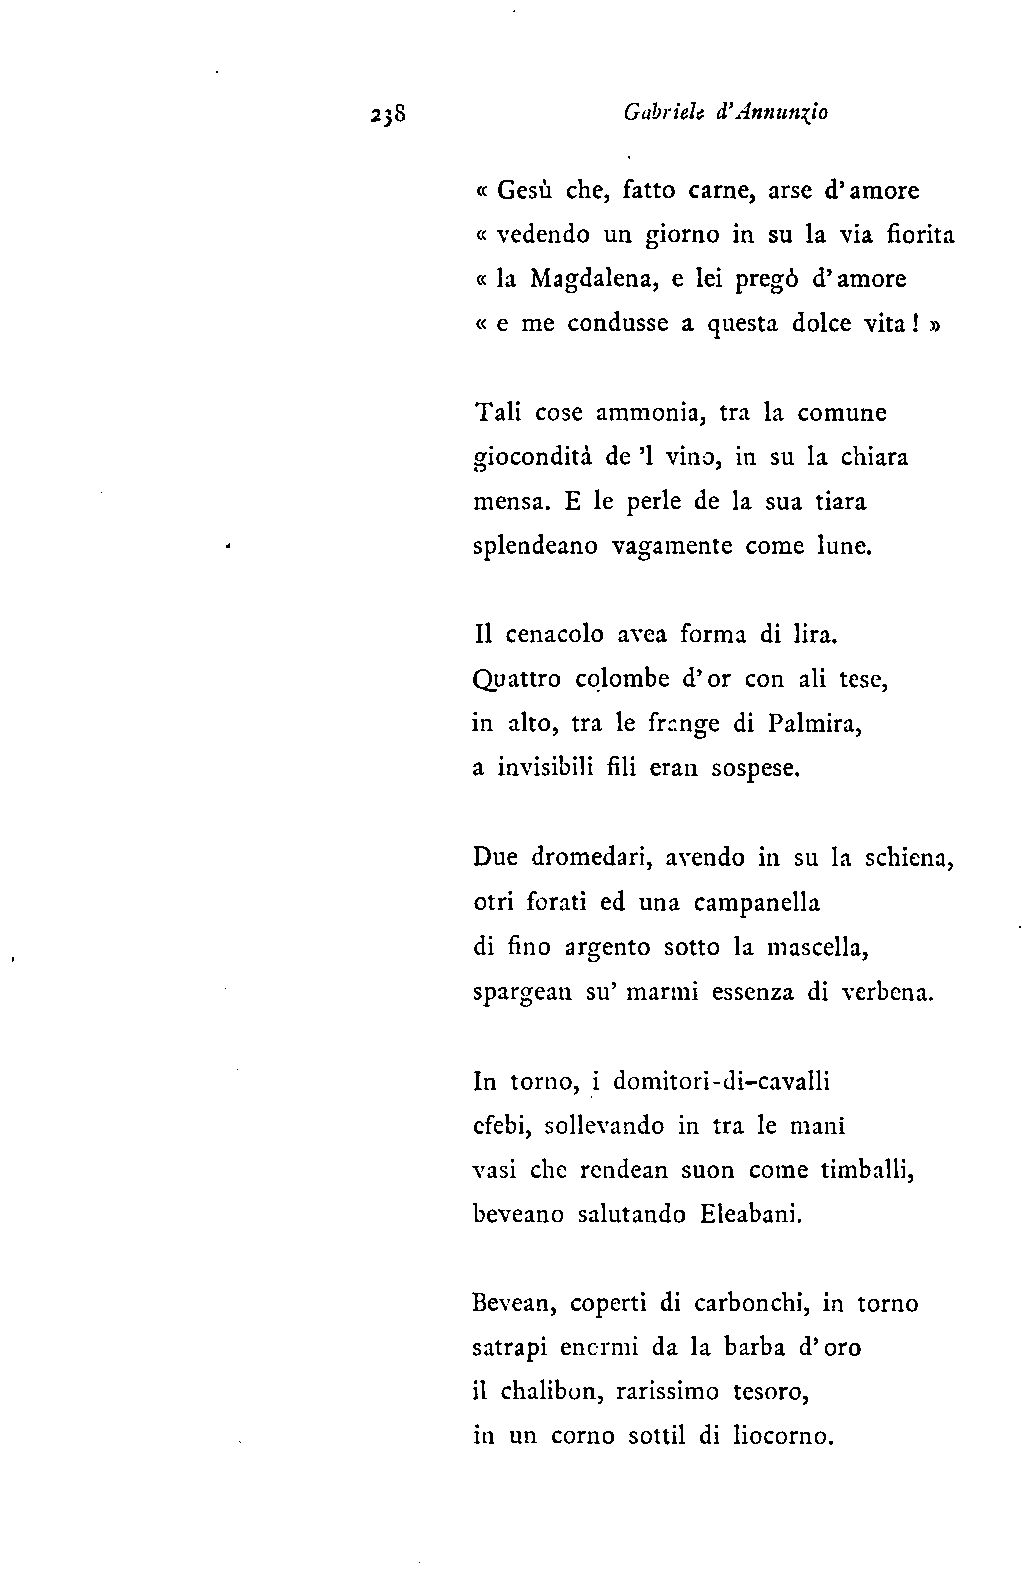 238 Gabriele d'Annunzio
« Gesù che, fatto carne, arse d'amore
« vedendo un giorno in su la via fiorita
« la Magdalena, e lei pregò d'amore
« e me condusse a questa dolce vita! »
Tali cose ammonia, tra la comune
giocondità de 'l vino, in su la chiara
mensa. E le perle de la sua tiara
splendeano vagamente come lune.
Il cenacolo avea forma di lira.
Quattro colombe d'or con ali tese,
in alto, tra le frange di Palmira,
a invisibili fili eran sospese.
Due dromedari, avendo in su la schiena,
otri forati ed una campanella
di fino argento sotto la mascella,
spargean su' marmi essenza di verbena.
In torno, i domitori-di-cavalli
efebi, sollevando in tra le mani
vasi che rendean suon come timballi,
beveano salutando Eleabani.
Bevean, coperti di carbonchi, in torno
satrapi enormi da la barba d'oro
il chalibon, rarissimo tesoro,
in un corno sottil di liocorno.